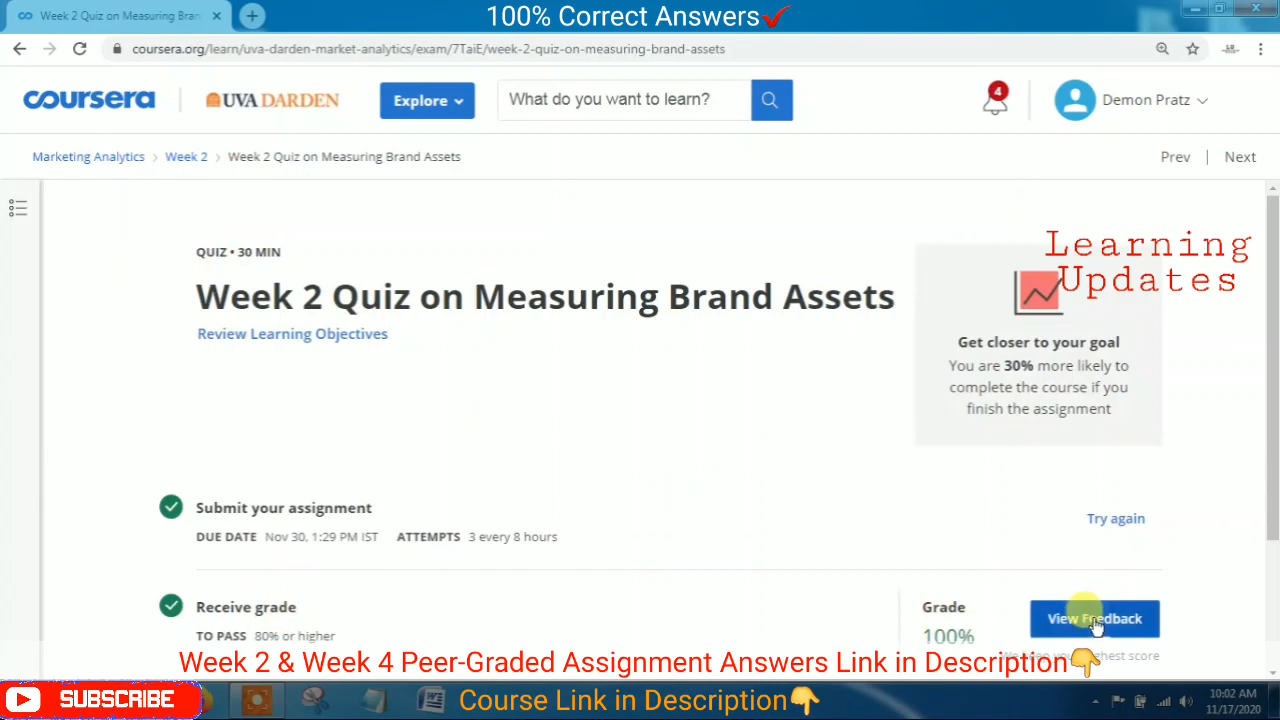 100% Correct Answers✔
Week 2 Quiz on Measuring Bran
coursera.org/learn/uva-darden-market-analytics/exam/7TaiE/week-2-quiz-on-measuring-brand-assets
coursera
UVA DARDEN
Explore
What do you want to learn?
4
Demon Pratz
Marketing Analytics > Week 2 > Week 2 Quiz on Measuring Brand Assets
Prev | Next
Learning
Updates
QUIZ • 30 MIN
Week 2 Quiz on Measuring Brand Assets
Review Learning Objectives
Get closer to your goal
You are 30% more likely to
complete the course if you
finish the assignment
Submit your assignment
DUE DATE Nov 30, 1:29 PM IST ATTEMPTS 3 every 8 hours
Try again
Receive grade
TO PASS 80% or higher
Grade
100%
View Feedback
highest score
Week 2 & Week 4 Peer-Graded Assignment Answers Link in Description👇
SUBSCRIBE
Course Link in Description👇
10:02 AM
11/17/2020